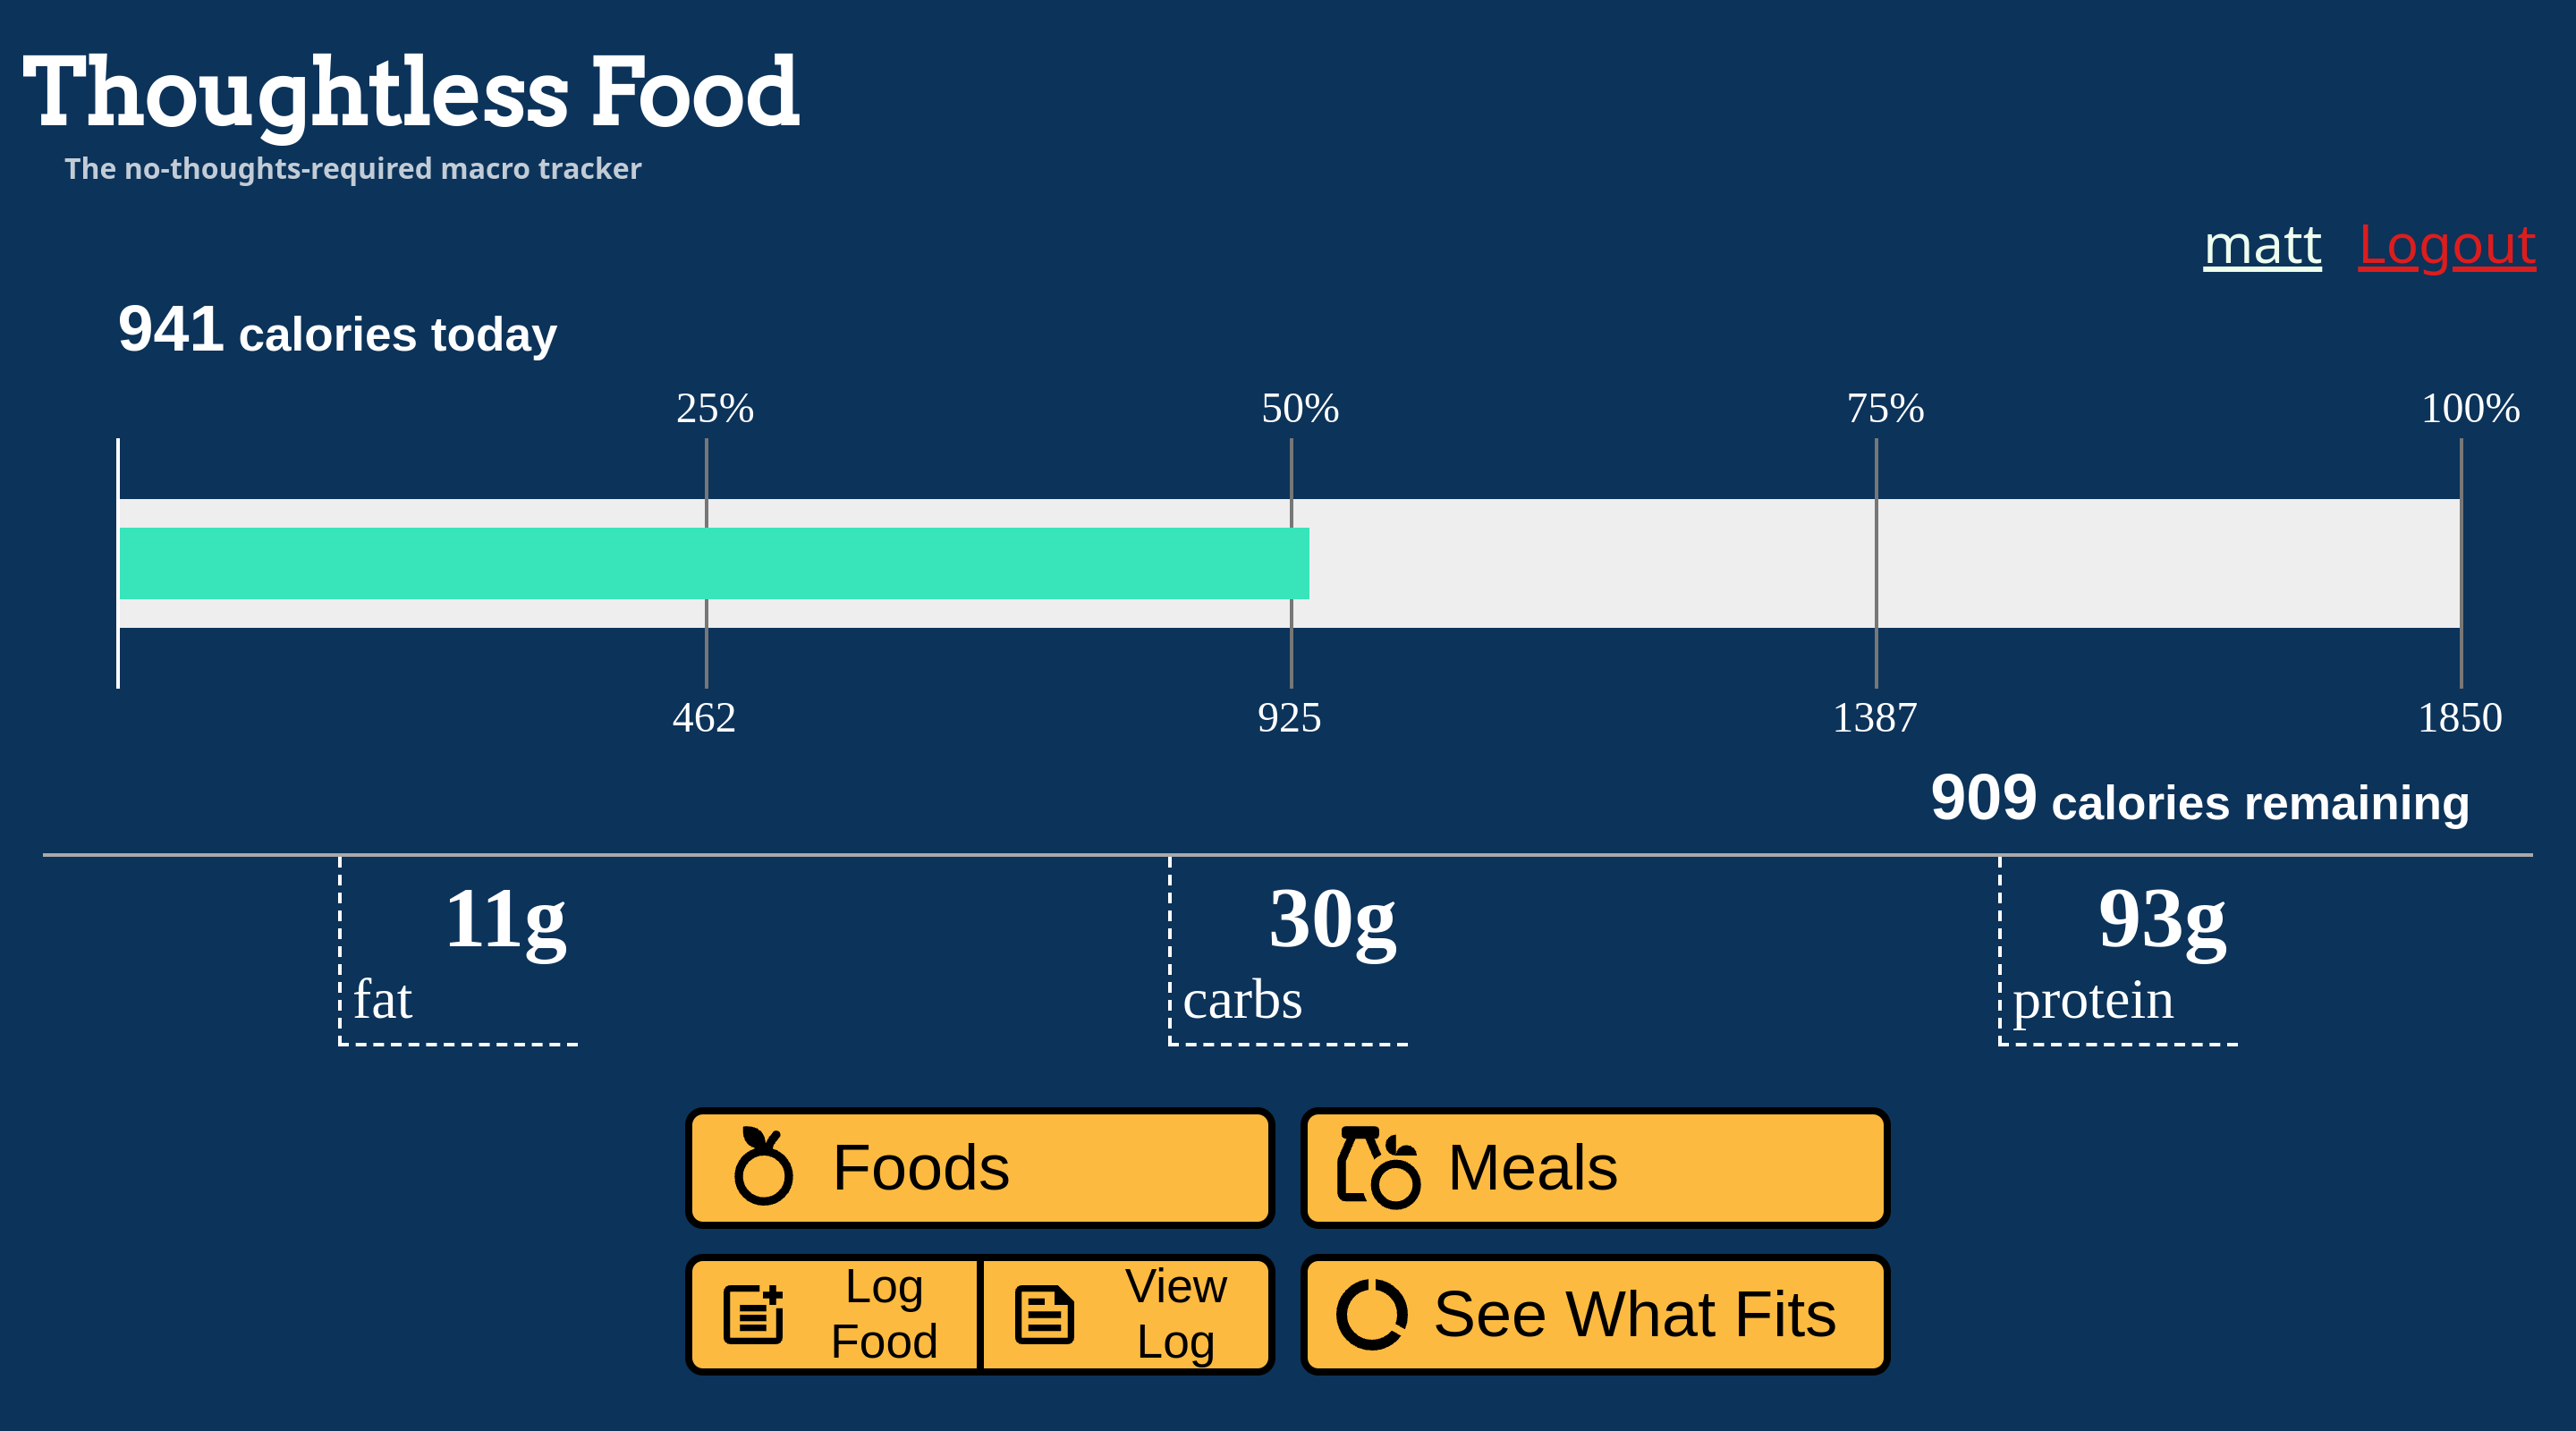 Thoughtless Food
The no-thoughts-required macro tracker
matt Logout
941 calories today
25% 50% 75% 100%
462 925 1387 1850
909 calories remaining
11g 30g 93g
fat carbs protein
Foods Meals
Log Food View Log See What Fits